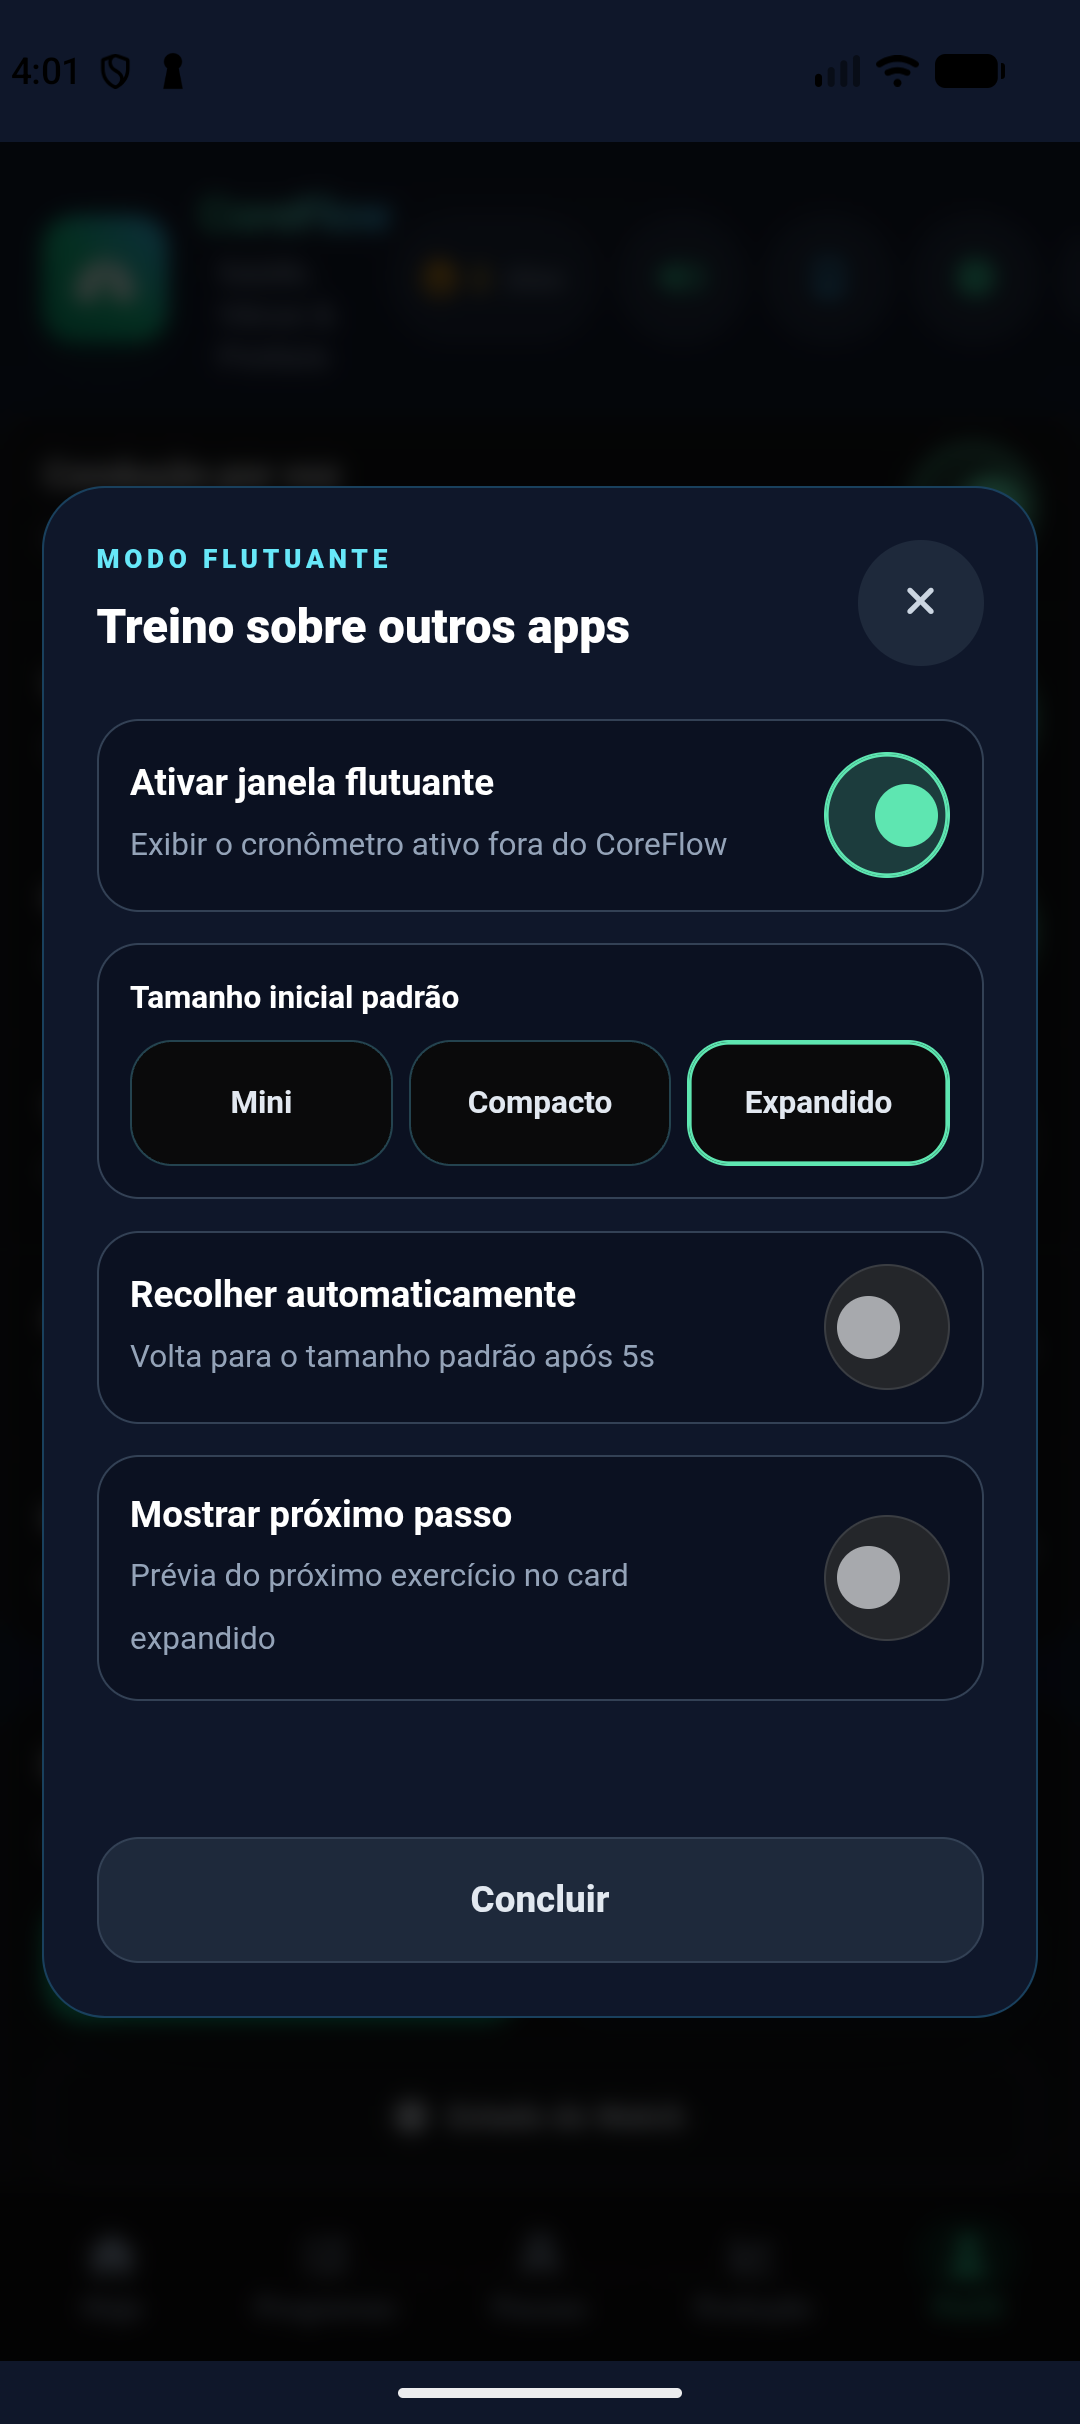 4:01
CoreFlow
MODO FLUTUANTE
Treino sobre outros apps
Ativar janela flutuante
Exibir o cronômetro ativo fora do CoreFlow
Tamanho inicial padrão
Mini
Compacto
Expandido
Recolher automaticamente
Volta para o tamanho padrão após 5s
Mostrar próximo passo
Prévia do próximo exercício no card
expandido
Concluir